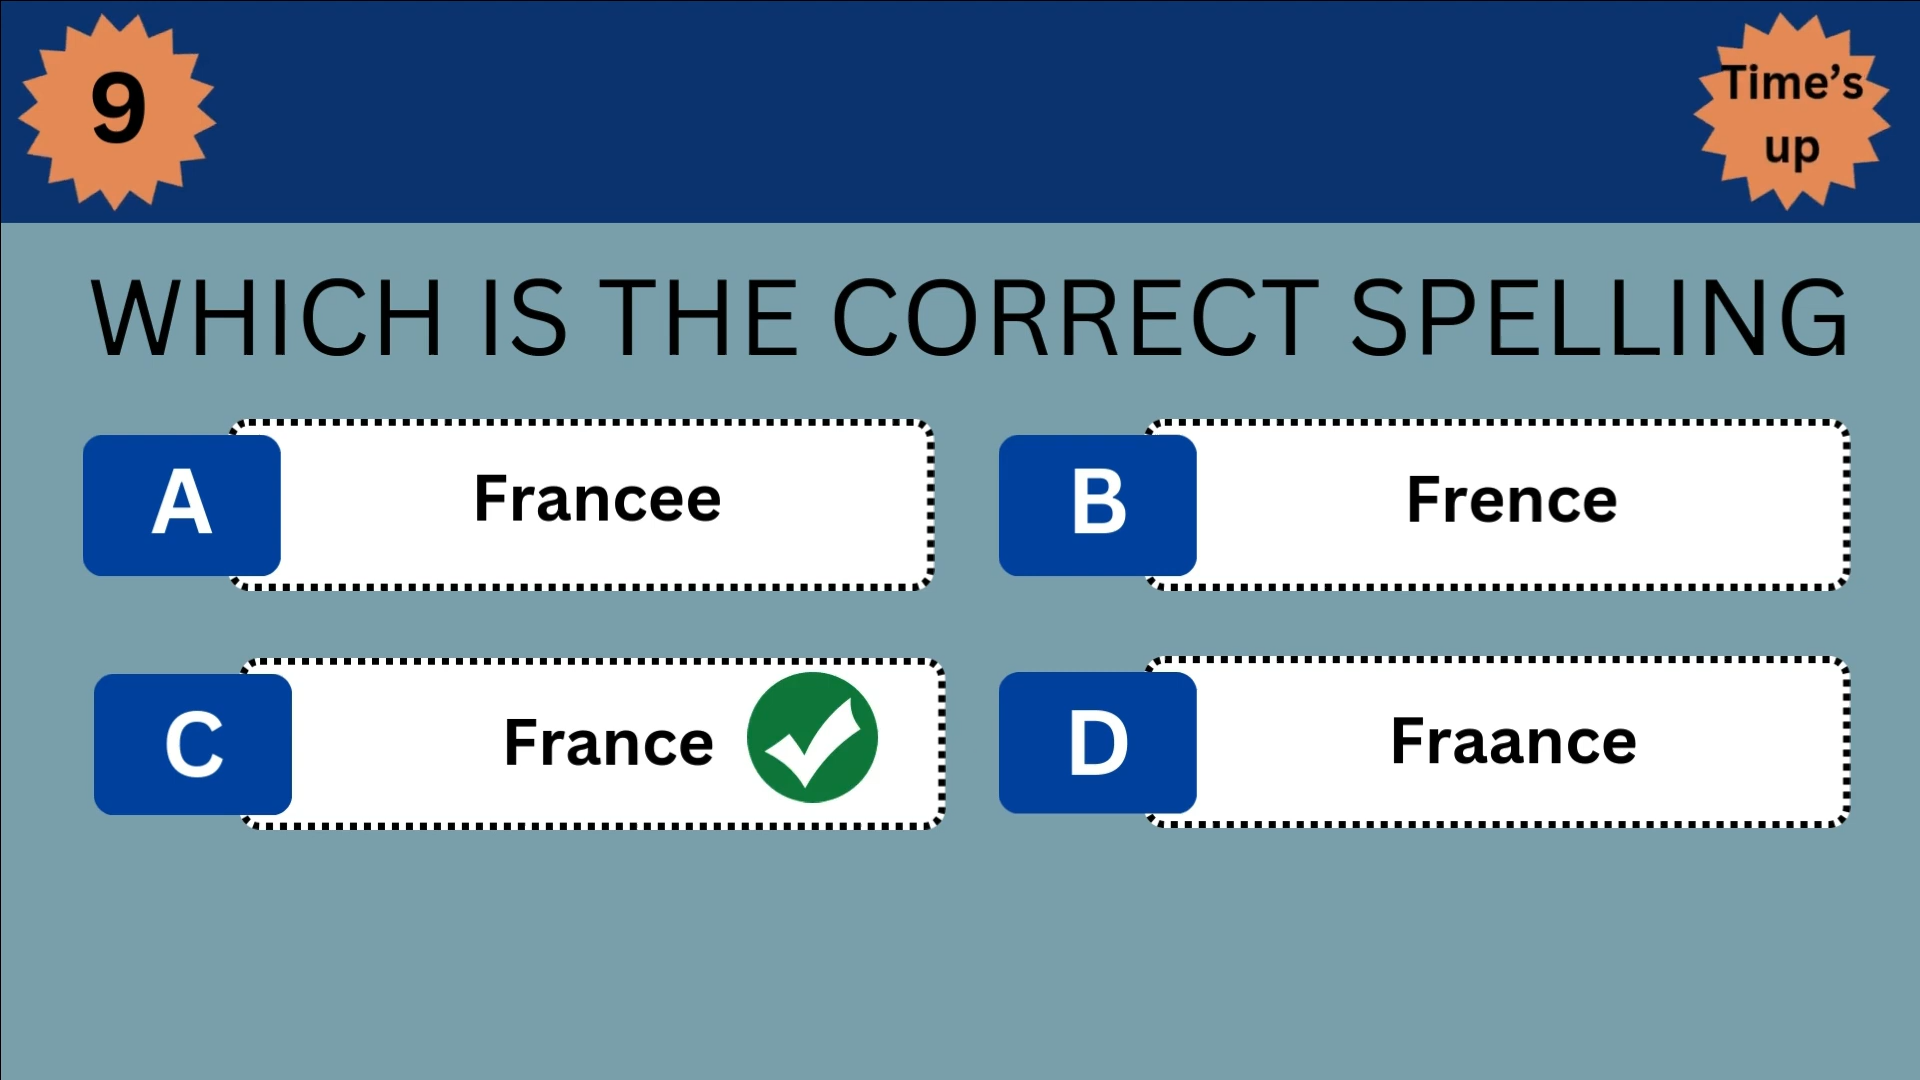 9
Time’s
up
WHICH IS THE CORRECT SPELLING
A
Francee
B
Frence
C
France
D
Fraance